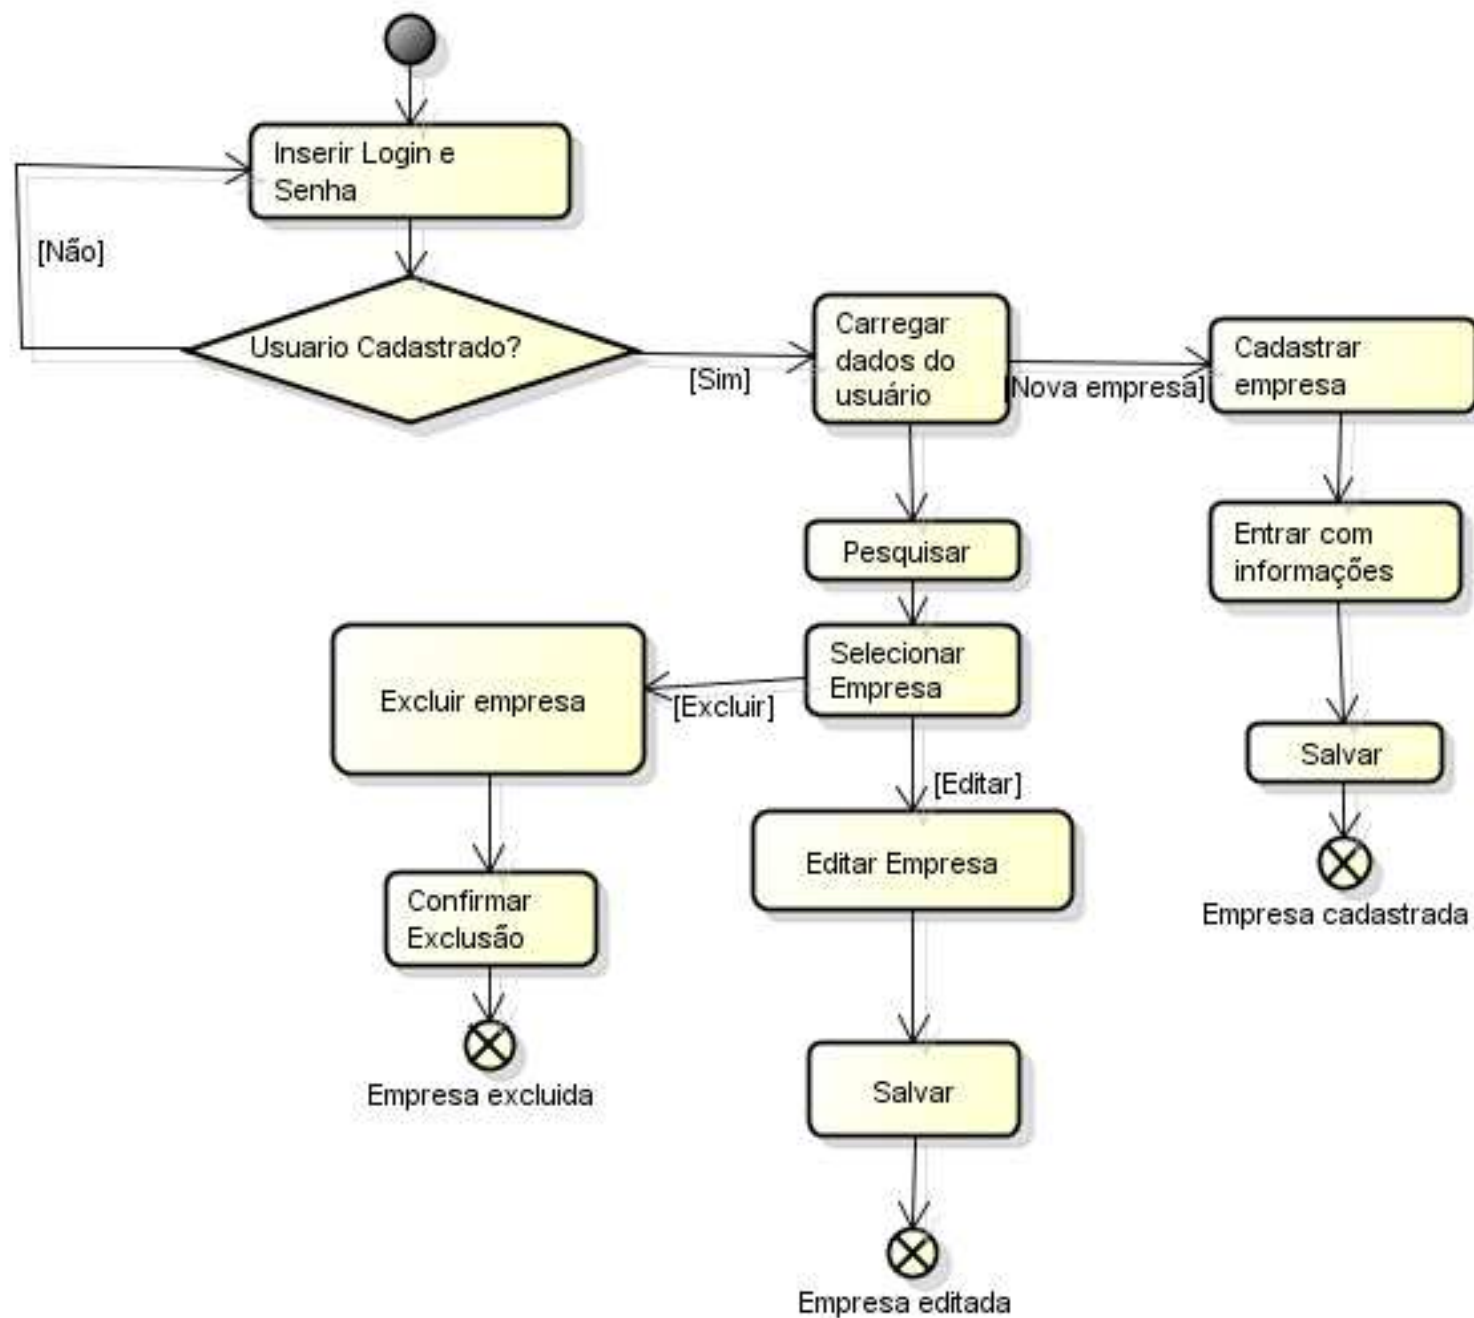 Inserir Login e
Senha
[Não]
Usuario Cadastrado?
[Sim]
Carregar
dados do
usuário
[Nova empresa]
Cadastrar
empresa
Pesquisar
Entrar com
informações
Selecionar
Empresa
[Excluir]
Excluir empresa
[Editar]
Salvar
Editar Empresa
Empresa cadastrada
Confirmar
Exclusão
Empresa excluida
Salvar
Empresa editada